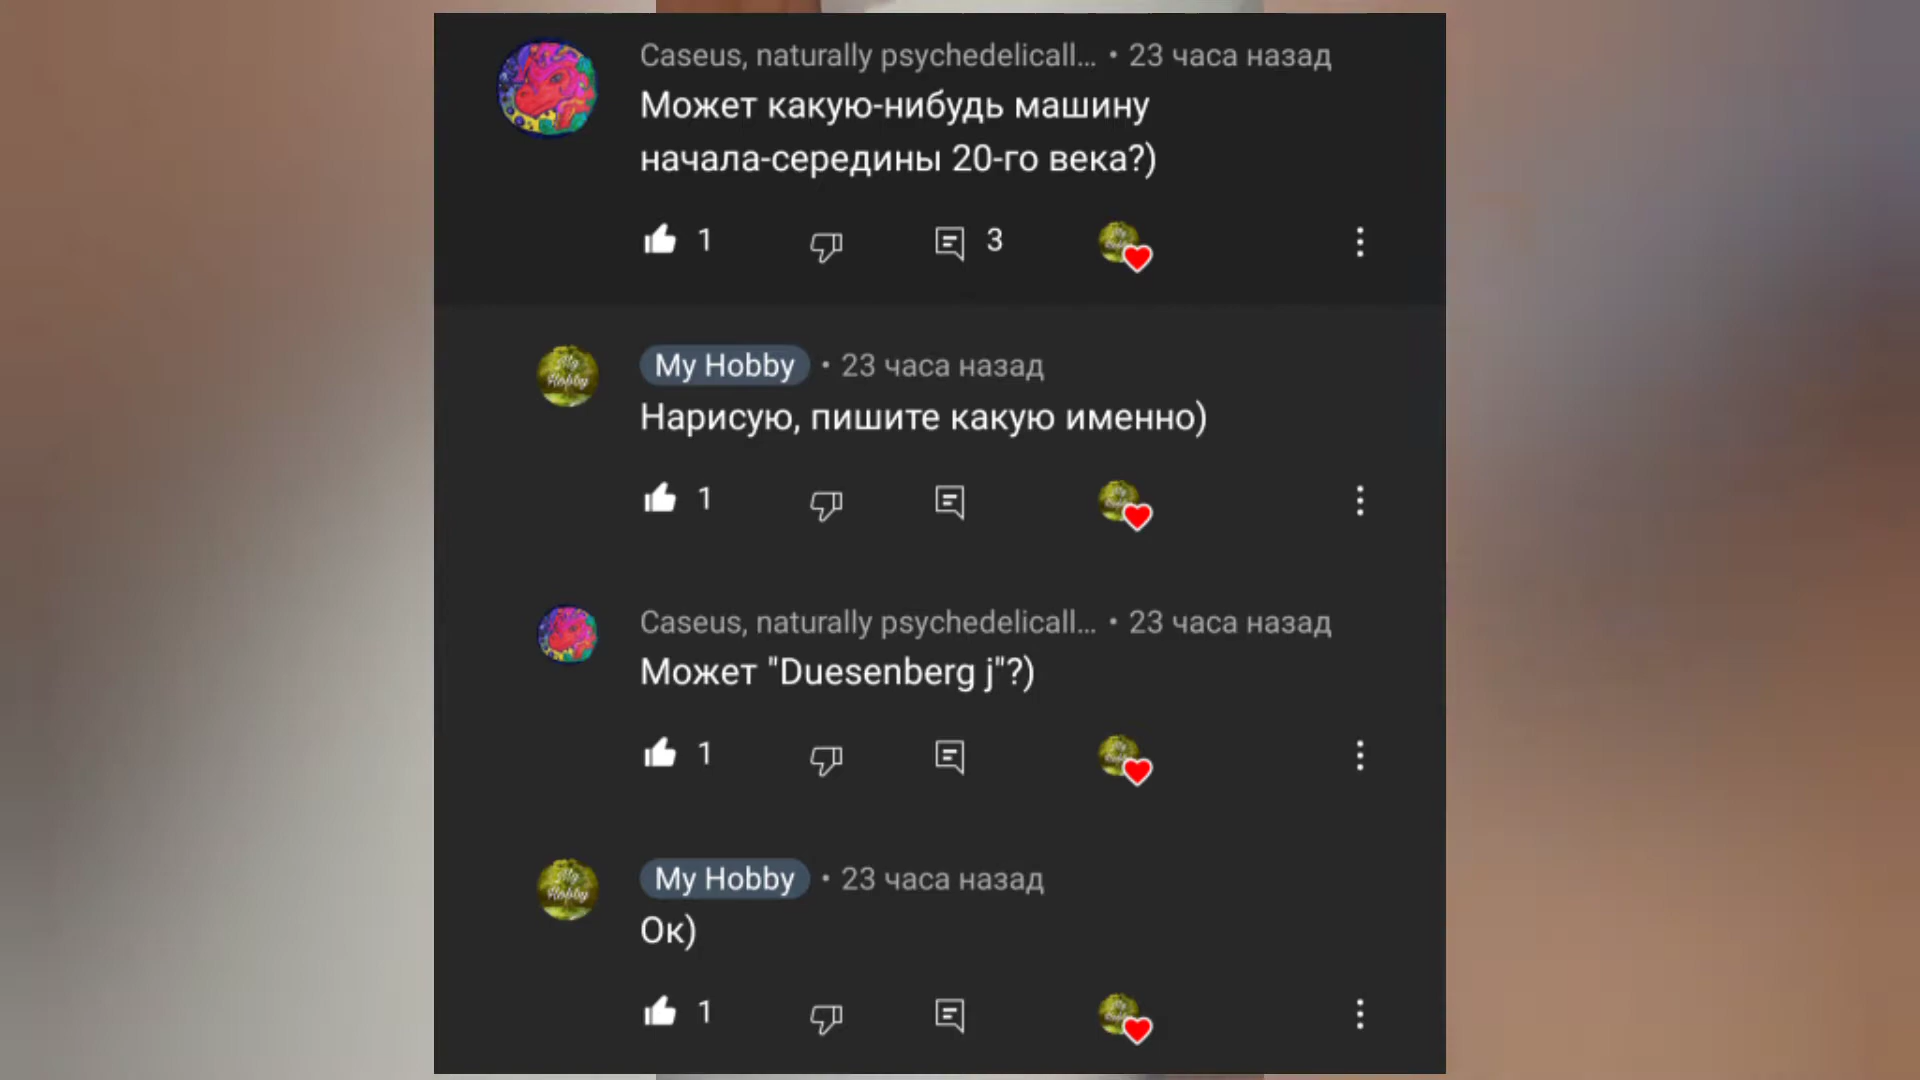 Caseus, naturally psychedelicall... • 23 часа назад
Может какую-нибудь машину
начала-середины 20-го века?)
1
3
My Hobby • 23 часа назад
Нарисую, пишите какую именно)
1
Caseus, naturally psychedelicall... • 23 часа назад
Может "Duesenberg j"?)
1
My Hobby • 23 часа назад
Ок)
1